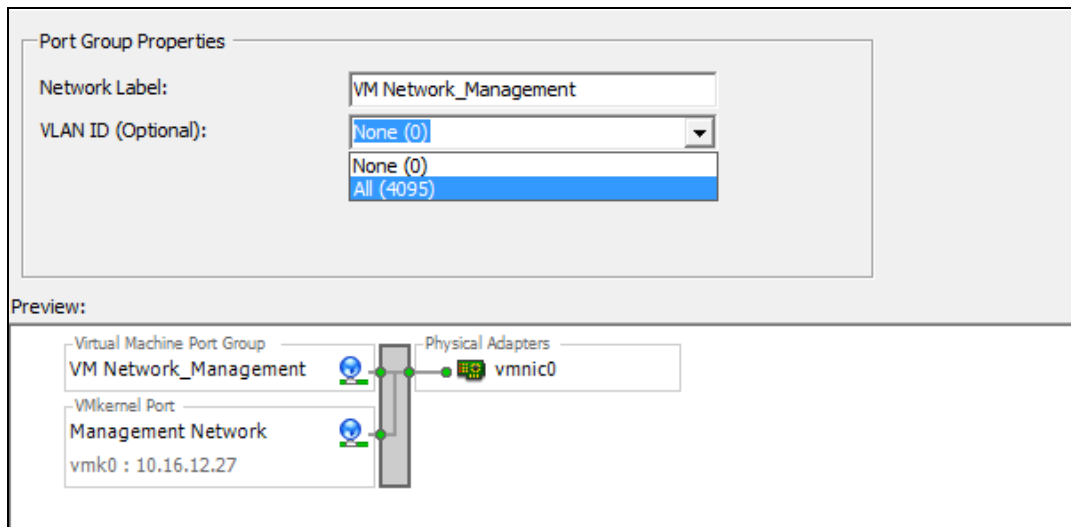 Port Group Properties
Network Label:
VM Network_Management
VLAN ID (Optional):
None (0)
None (0)
All (4095)
Preview:
Virtual Machine Port Group
VM Network_Management
Physical Adapters
vmnic0
VMkernel Port
Management Network
vmk0 : 10.16.12.27